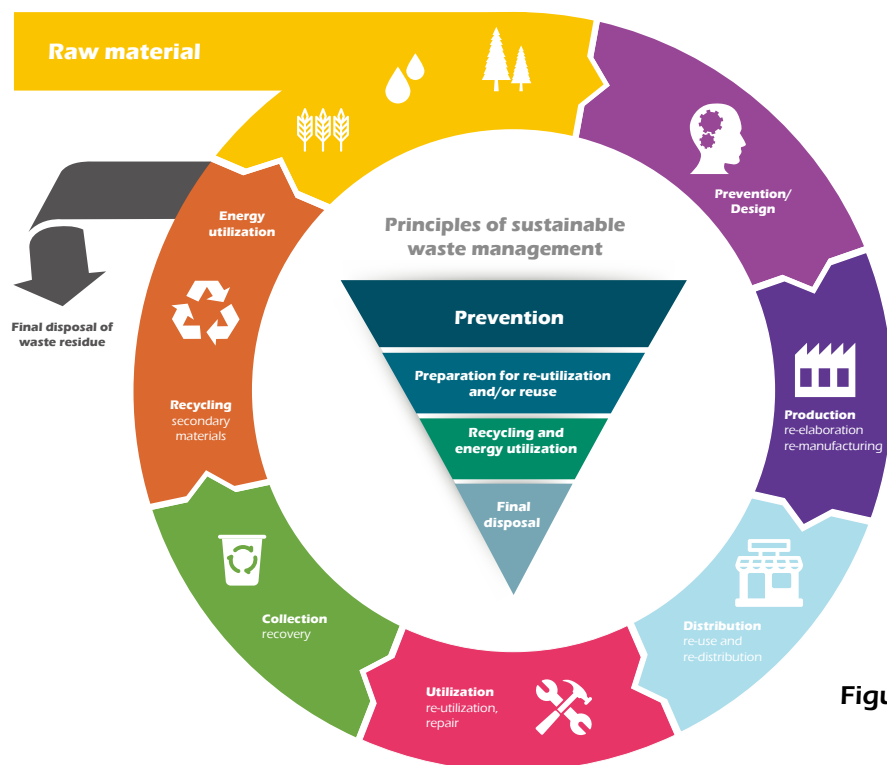 Raw material
Prevention/
Design
Energy
utilization
Principles of sustainable
waste management
Final disposal of
waste residue
Prevention
Preparation for re-utilization
and/or reuse
Recycling
secondary
materials
Production
re-elaboration
re-manufacturing
Recycling and
energy utilization
Final
disposal
Collection
recovery
Distribution
re-use and
re-distribution
Utilization
re-utilization,
repair
Figu